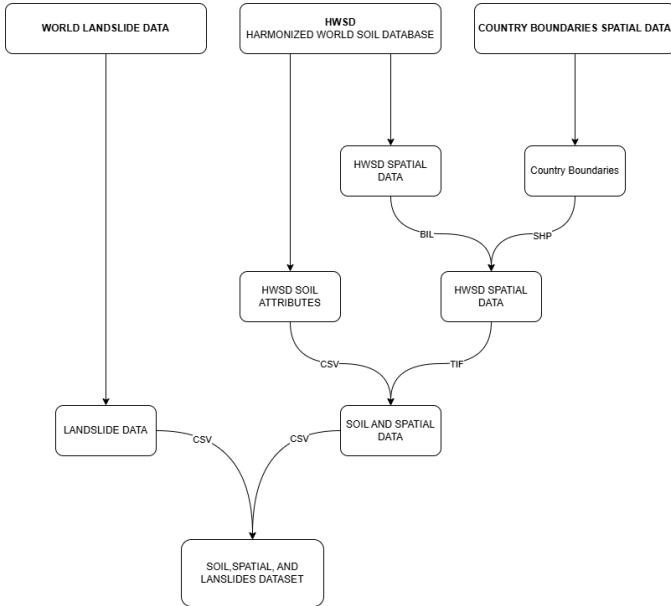 WORLD LANDSLIDE DATA
HWSD
HARMONIZED WORLD SOIL DATABASE
COUNTRY BOUNDARIES SPATIAL DATA
HWSD SPATIAL
DATA
Country Boundaries
BIL
SHP
HWSD SOIL
ATTRIBUTES
HWSD SPATIAL
DATA
CSV
TIF
LANDSLIDE DATA
CSV
CSV
SOIL AND SPATIAL
DATA
SOIL,SPATIAL, AND
LANSLIDES DATASET